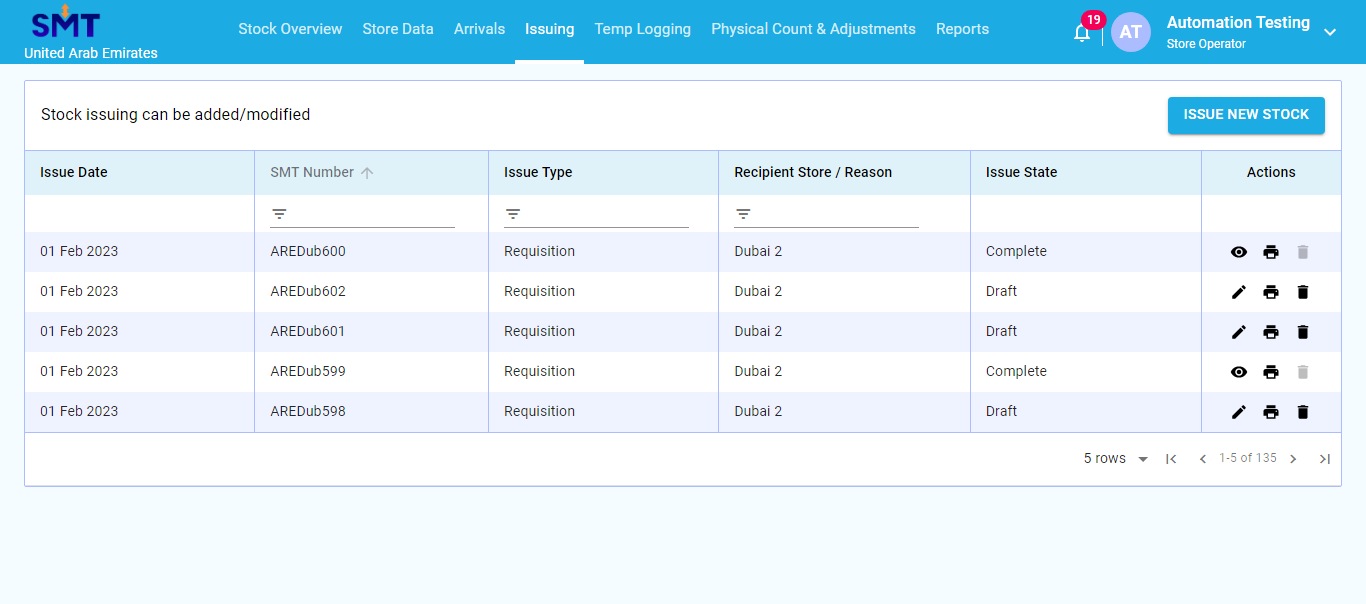 SMT
United Arab Emirates
Stock Overview Store Data Arrivals Issuing Temp Logging Physical Count & Adjustments Reports
19
AT
Automation Testing
Store Operator
Stock issuing can be added/modified
ISSUE NEW STOCK
Issue Date SMT Number Issue Type Recipient Store / Reason Issue State Actions
01 Feb 2023 AREDub600 Requisition Dubai 2 Complete
01 Feb 2023 AREDub602 Requisition Dubai 2 Draft
01 Feb 2023 AREDub601 Requisition Dubai 2 Draft
01 Feb 2023 AREDub599 Requisition Dubai 2 Complete
01 Feb 2023 AREDub598 Requisition Dubai 2 Draft
5 rows 1-5 of 135